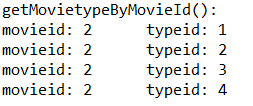 getMovietypeByMovieId():
movieid: 2    typeid: 1
movieid: 2    typeid: 2
movieid: 2    typeid: 3
movieid: 2    typeid: 4